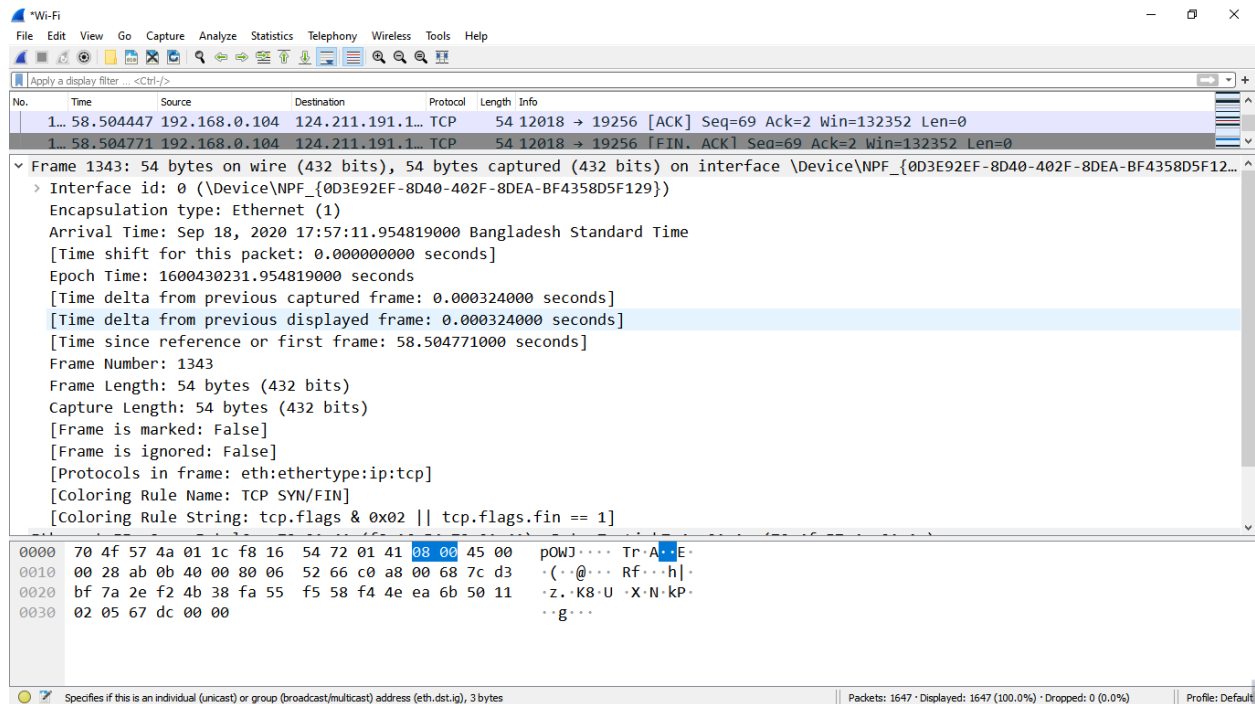 *Wi-Fi
File Edit View Go Capture Analyze Statistics Telephony Wireless Tools Help
Apply a display filter ... <Ctrl-/>
No. Time Source Destination Protocol Length Info
1… 58.504447 192.168.0.104 124.211.191.1… TCP 54 12018 → 19256 [ACK] Seq=69 Ack=2 Win=132352 Len=0
1… 58.504771 192.168.0.104 124.211.191.1… TCP 54 12018 → 19256 [FIN, ACK] Seq=69 Ack=2 Win=132352 Len=0
Frame 1343: 54 bytes on wire (432 bits), 54 bytes captured (432 bits) on interface \Device\NPF_{0D3E92EF-8D40-402F-8DEA-BF4358D5F12…
Interface id: 0 (\Device\NPF_{0D3E92EF-8D40-402F-8DEA-BF4358D5F129})
Encapsulation type: Ethernet (1)
Arrival Time: Sep 18, 2020 17:57:11.954819000 Bangladesh Standard Time
[Time shift for this packet: 0.000000000 seconds]
Epoch Time: 1600430231.954819000 seconds
[Time delta from previous captured frame: 0.000324000 seconds]
[Time delta from previous displayed frame: 0.000324000 seconds]
[Time since reference or first frame: 58.504771000 seconds]
Frame Number: 1343
Frame Length: 54 bytes (432 bits)
Capture Length: 54 bytes (432 bits)
[Frame is marked: False]
[Frame is ignored: False]
[Protocols in frame: eth:ethertype:ip:tcp]
[Coloring Rule Name: TCP SYN/FIN]
[Coloring Rule String: tcp.flags & 0x02 || tcp.flags.fin == 1]
0000 70 4f 57 4a 01 1c f8 16 54 72 01 41 08 00 45 00 pOWJ···· Tr·A··E·
0010 00 28 ab 0b 40 00 80 06 52 66 c0 a8 00 68 7c d3 ·(··@··· Rf···h|·
0020 bf 7a 2e f2 4b 38 fa 55 f5 58 f4 4e ea 6b 50 11 ·z.·K8·U ·X·N·kP·
0030 02 05 67 dc 00 00 ··g···
Specifies if this is an individual (unicast) or group (broadcast/multicast) address (eth.dst.ig), 3 bytes Packets: 1647 · Displayed: 1647 (100.0%) · Dropped: 0 (0.0%) Profile: Default